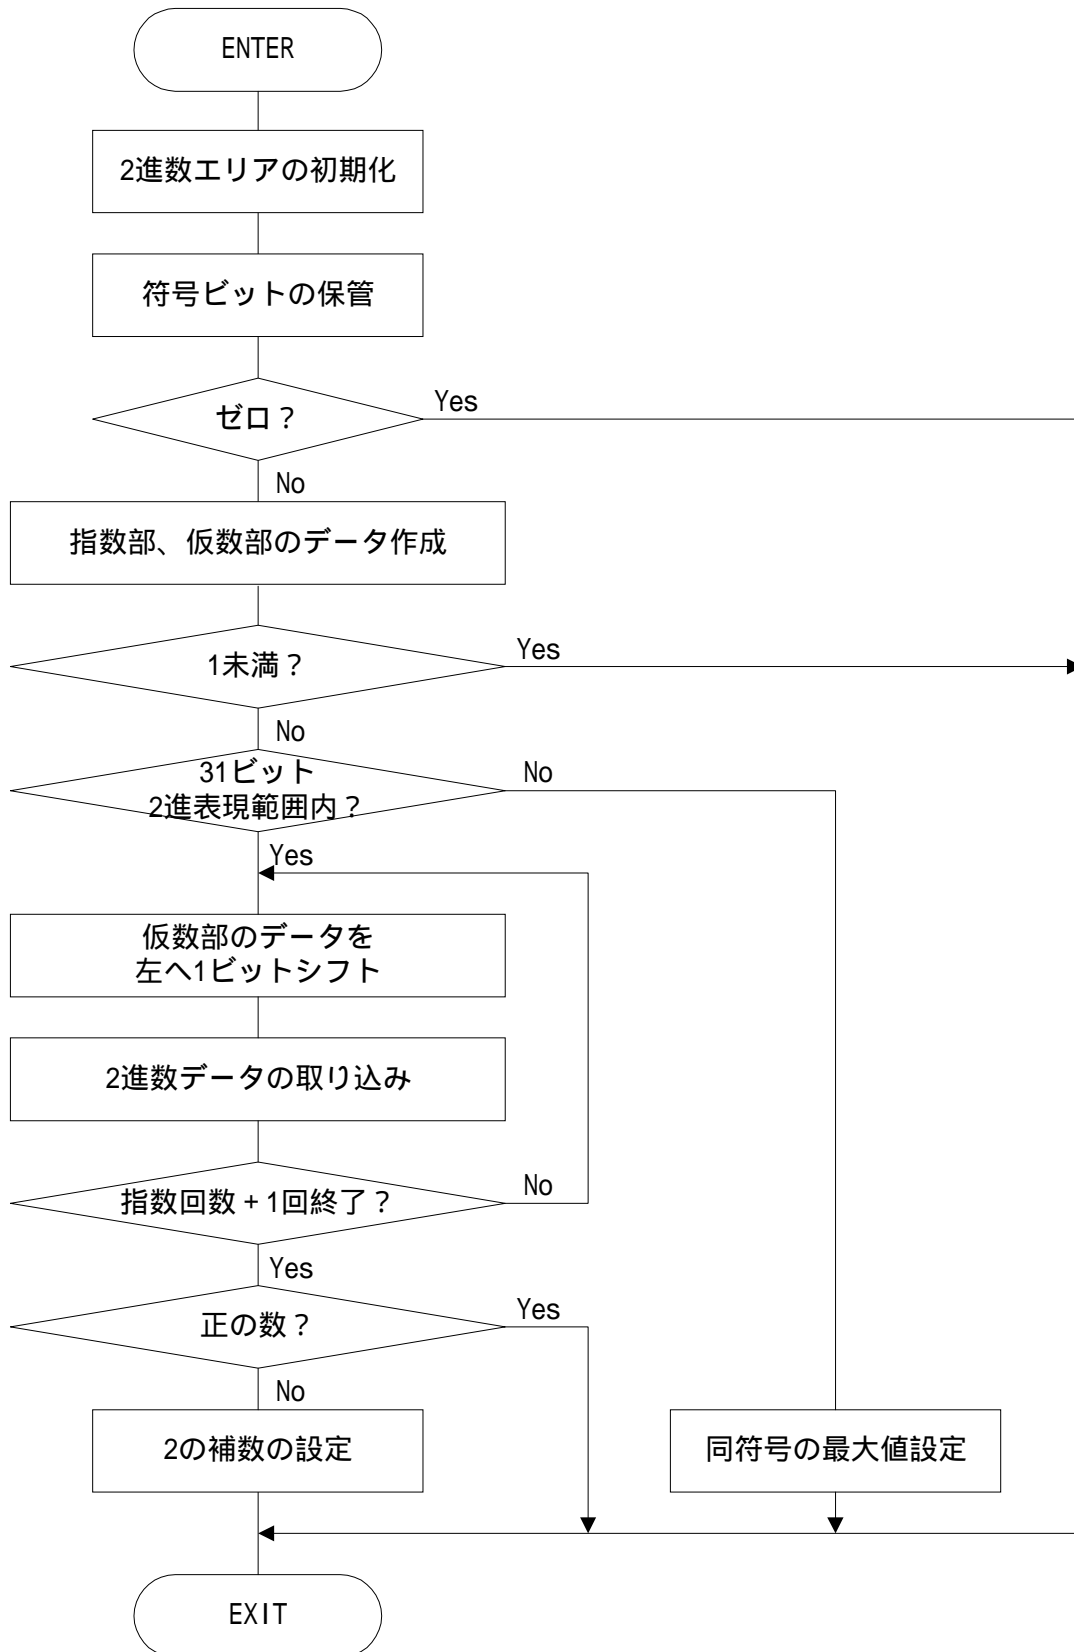 ENTER
2進数エリアの初期化
符号ビットの保管
ゼロ？
Yes
No
指数部、仮数部のデータ作成
1未満？
Yes
No
31ビット
2進表現範囲内？
No
Yes
仮数部のデータを
左へ1ビットシフト
2進数データの取り込み
指数回数＋1回終了？
No
Yes
正の数？
Yes
No
2の補数の設定
同符号の最大値設定
EXIT